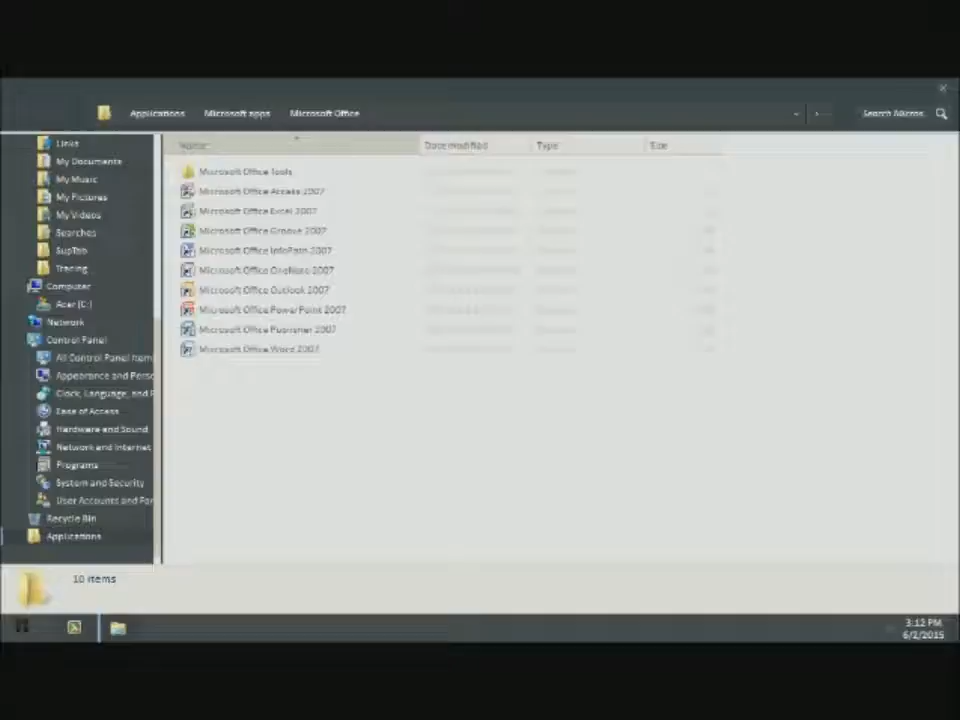 Applications Microsoft apps Microsoft Office
Search Micros
Name Date modified Type Size
Links
My Documents
My Music
My Pictures
My Videos
Searches
SupTab
Tracing
Computer
Acer (C:)
Network
Control Panel
All Control Panel Item
Appearance and Perso
Clock, Language, and F
Ease of Access
Hardware and Sound
Network and Internet
Programs
System and Security
User Accounts and Fam
Recycle Bin
Applications
Microsoft Office Tools
Microsoft Office Access 2007
Microsoft Office Excel 2007
Microsoft Office Groove 2007
Microsoft Office InfoPath 2007
Microsoft Office OneNote 2007
Microsoft Office Outlook 2007
Microsoft Office PowerPoint 2007
Microsoft Office Publisher 2007
Microsoft Office Word 2007
10 items
3:12 PM
6/2/2015